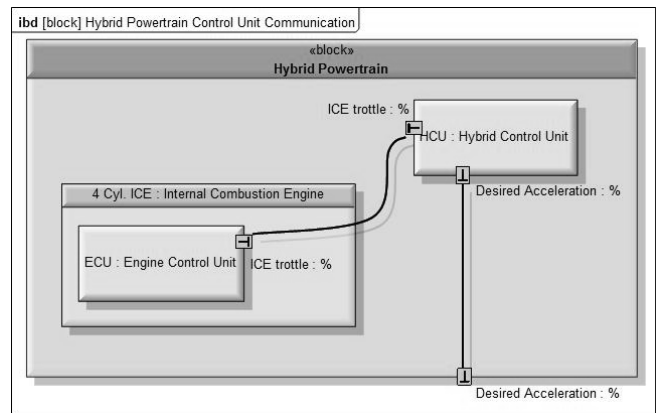 ibd [block] Hybrid Powertrain Control Unit Communication
«block»
Hybrid Powertrain
ICE trottle : %
HCU : Hybrid Control Unit
Desired Acceleration : %
4 Cyl. ICE : Internal Combustion Engine
ECU : Engine Control Unit
ICE trottle : %
Desired Acceleration : %